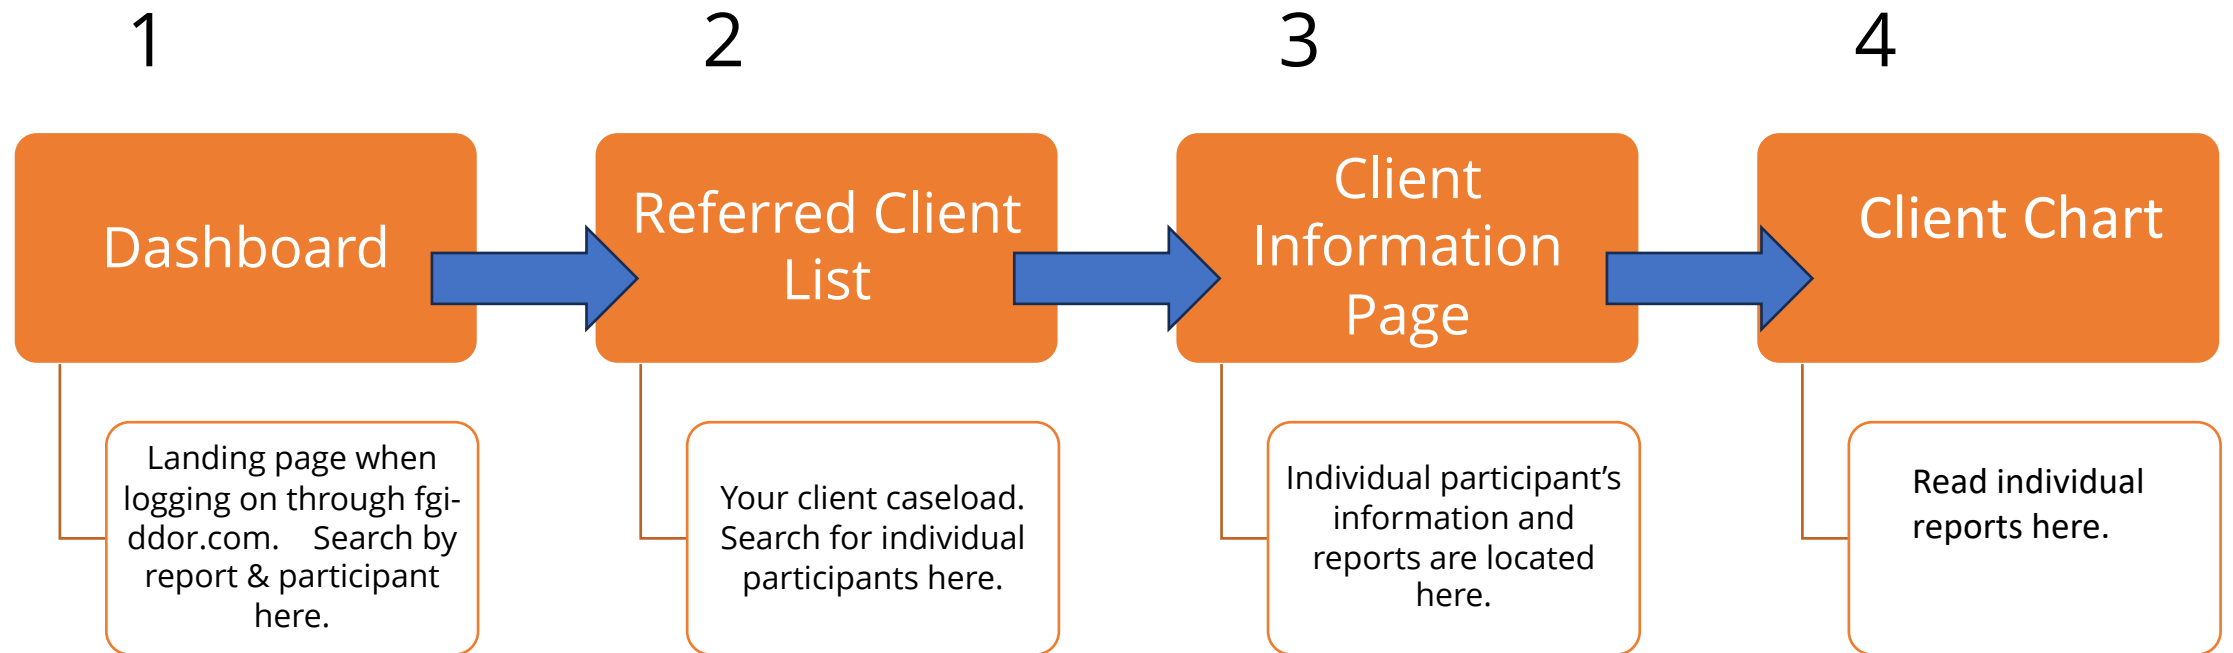 1
2
3
4
Dashboard
Landing page when
logging on through fgi-
ddor.com.    Search by
report & participant
here.
Referred Client
List
Your client caseload.
Search for individual
participants here.
Client
Information
Page
Individual participant’s
information and
reports are located
here.
Client Chart
Read individual
reports here.